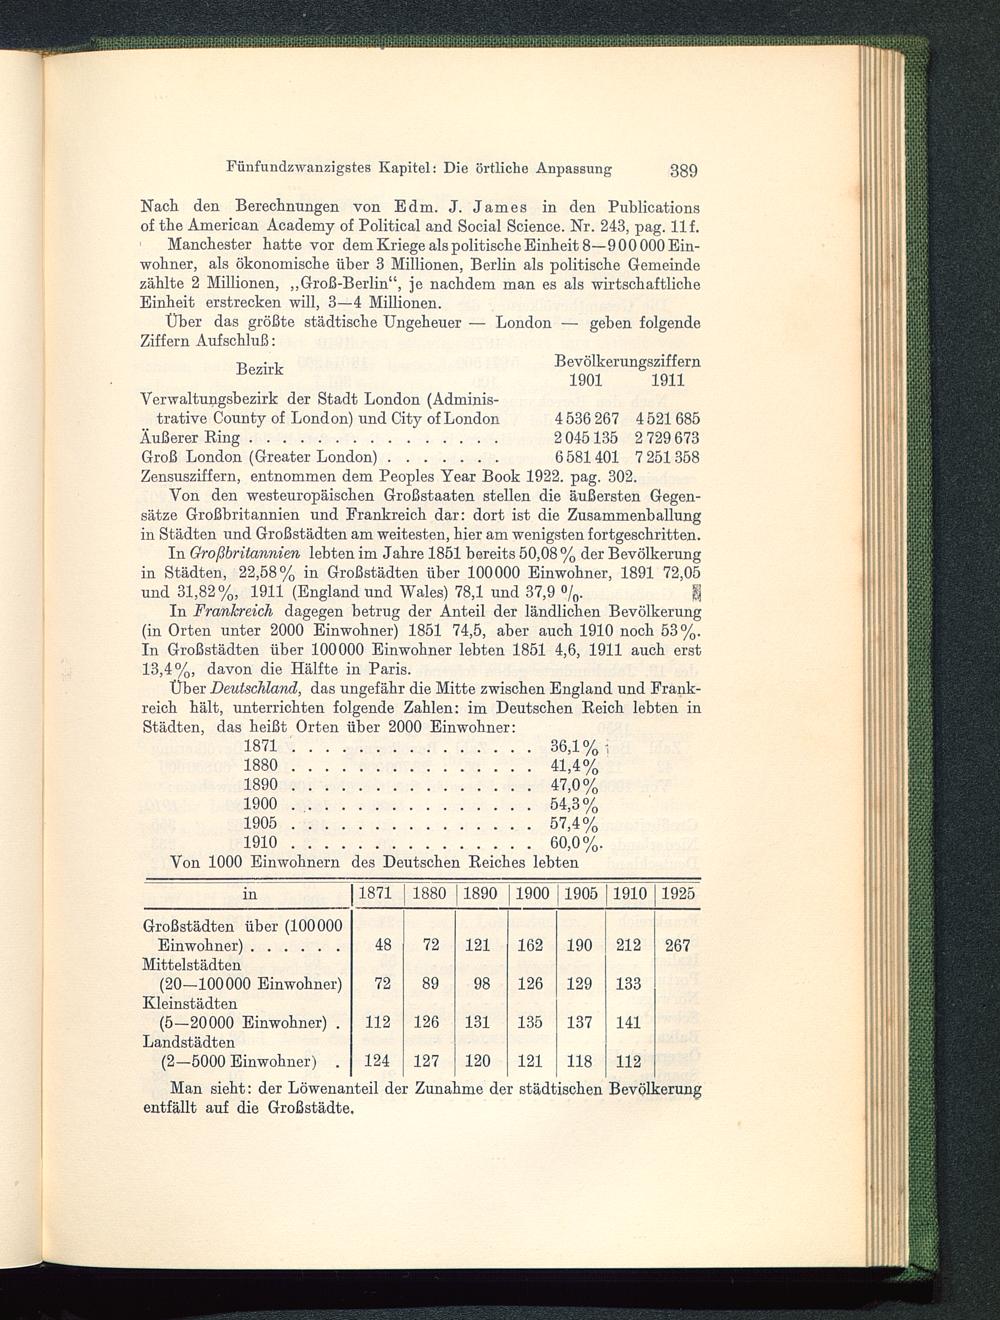 Fünfundzwanzigstes Kapitel: Die örtliche Anpassung 389
Nach den Berechnungen von Edm. J. James in den Publications
of the American Academy of Political and Social Science. Nr. 243, pag. 11f.
Manchester hatte vor dem Kriege als politische Einheit 8—900 000 Ein-
wohner, als ökonomische über 3 Millionen, Berlin als politische Gemeinde
zählte 2 Millionen, „Groß-Berlin“, je nachdem man es als wirtschaftliche
Einheit erstrecken will, 3—4 Millionen.
Über das größte städtische Ungeheuer — London — geben folgende
Ziffern Aufschluß:
Bezirk Bevölkerungsziffern
1901 1911
Verwaltungsbezirk der Stadt London (Adminis-
trative County of London) und City of London 4 536 267 4 521 685
Äußerer Ring . . . . . . . . . . . . . . . . 2 045 135 2 729 673
Groß London (Greater London) . . . . . . . 6 581 401 7 251 358
Zensusziffern, entnommen dem Peoples Year Book 1922. pag. 302.
Von den westeuropäischen Großstaaten stellen die äußersten Gegen-
sätze Großbritannien und Frankreich dar: dort ist die Zusammenballung
in Städten und Großstädten am weitesten, hier am wenigsten fortgeschritten.
In Großbritannien lebten im Jahre 1851 bereits 50,08 % der Bevölkerung
in Städten, 22,58 % in Großstädten über 100 000 Einwohner, 1891 72,05
und 31,82 %, 1911 (England und Wales) 78,1 und 37,9 %.
In Frankreich dagegen betrug der Anteil der ländlichen Bevölkerung
(in Orten unter 2000 Einwohner) 1851 74,5, aber auch 1910 noch 53 %.
In Großstädten über 100 000 Einwohner lebten 1851 4,6, 1911 auch erst
13,4 %, davon die Hälfte in Paris.
Über Deutschland, das ungefähr die Mitte zwischen England und Frank-
reich hält, unterrichten folgende Zahlen: im Deutschen Reich lebten in
Städten, das heißt Orten über 2000 Einwohner:
1871 . . . . . . . . . . . . . . . 36,1 %
1880 . . . . . . . . . . . . . . . 41,4 %
1890 . . . . . . . . . . . . . . . 47,0 %
1900 . . . . . . . . . . . . . . . 54,3 %
1905 . . . . . . . . . . . . . . . 57,4 %
1910 . . . . . . . . . . . . . . . 60,0 %.
Von 1000 Einwohnern des Deutschen Reiches lebten
in 1871 1880 1890 1900 1905 1910 1925
Großstädten über (100 000
Einwohner) . . . . . . 48 72 121 162 190 212 267
Mittelstädten
(20—100 000 Einwohner) 72 89 98 126 129 133
Kleinstädten
(5—20 000 Einwohner) . 112 126 131 135 137 141
Landstädten
(2—5000 Einwohner) . 124 127 120 121 118 112
Man sieht: der Löwenanteil der Zunahme der städtischen Bevölkerung
entfällt auf die Großstädte.